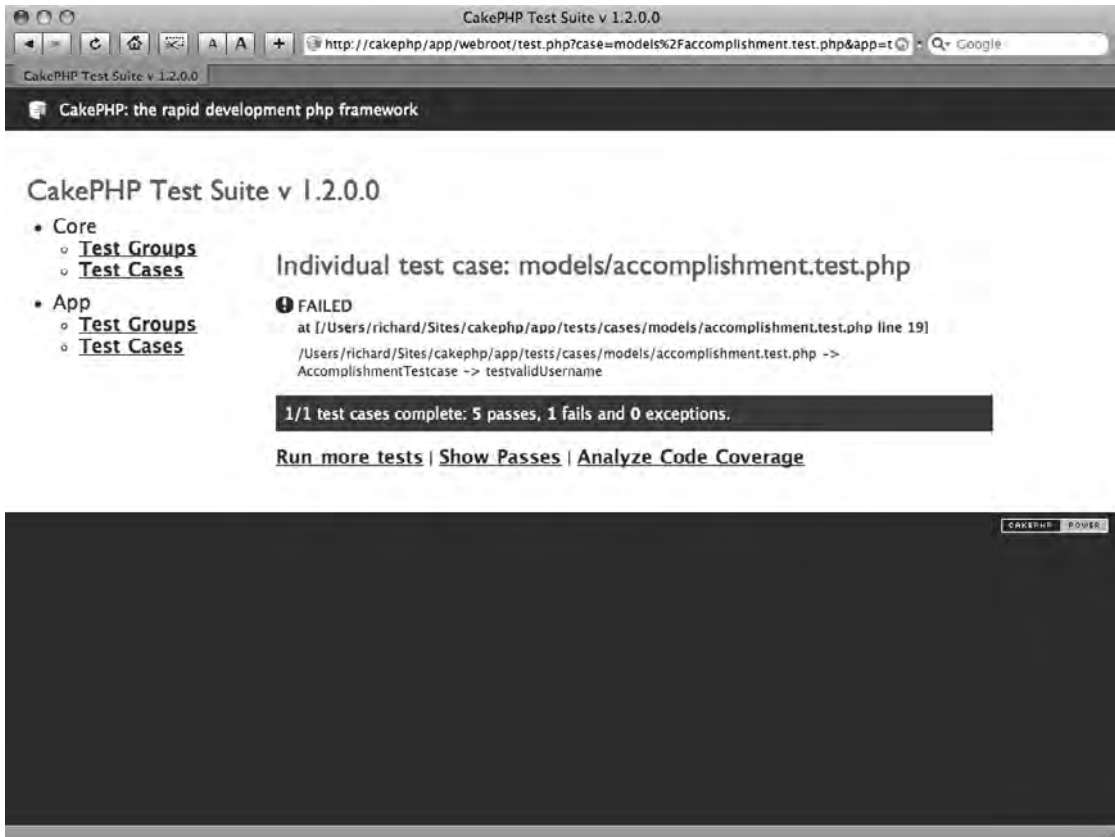 CakePHP Test Suite v 1.2.0.0
A A + http://cakephp/app/webroot/test.php?case=models%2Faccomplishment.test.php&app=t Google
CakePHP Test Suite v 1.2.0.0
CakePHP: the rapid development php framework
CakePHP Test Suite v 1.2.0.0
• Core
◦ Test Groups
◦ Test Cases
• App
◦ Test Groups
◦ Test Cases
Individual test case: models/accomplishment.test.php
FAILED
at [/Users/richard/Sites/cakephp/app/tests/cases/models/accomplishment.test.php line 19]
/Users/richard/Sites/cakephp/app/tests/cases/models/accomplishment.test.php ->
AccomplishmentTestcase -> testvalidUsername
1/1 test cases complete: 5 passes, 1 fails and 0 exceptions.
Run more tests | Show Passes | Analyze Code Coverage
CAKEPHP POWER